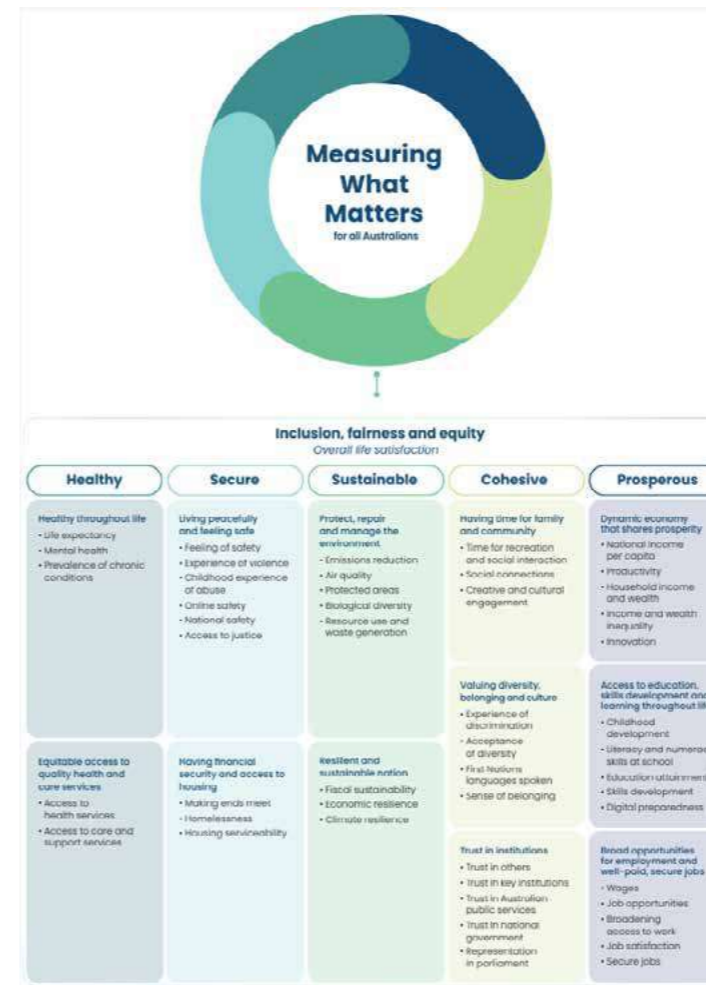 Measuring
What
Matters
for all Australians
Inclusion, fairness and equity
Overall life satisfaction
Healthy
Healthy throughout life
• Life expectancy
• Mental health
• Prevalence of chronic
conditions
Equitable access to
quality health and
care services
• Access to
health services
• Access to care and
support services
Secure
Living peacefully
and feeling safe
• Feeling of safety
• Experience of violence
• Childhood experience
of abuse
• Online safety
• National safety
• Access to justice
Having financial
security and access to
housing
• Making ends meet
• Homelessness
• Housing serviceability
Sustainable
Protect, repair
and manage the
environment
• Emissions reduction
• Air quality
• Protected areas
• Biological diversity
• Resource use and
waste generation
Resilient and
sustainable nation
• Fiscal sustainability
• Economic resilience
• Climate resilience
Cohesive
Having time for family
and community
• Time for recreation
and social interaction
• Social connections
• Creative and cultural
engagement
Valuing diversity,
belonging and culture
• Experience of
discrimination
• Acceptance
of diversity
• First Nations
languages spoken
• Sense of belonging
Trust in institutions
• Trust in others
• Trust in key institutions
• Trust in Australian
public services
• Trust in national
government
• Representation
in parliament
Prosperous
Dynamic economy
that shares prosperity
• National income
per capita
• Productivity
• Household income
and wealth
• Income and wealth
inequality
• Innovation
Access to education,
skills development and
learning throughout lif
• Childhood
development
• Literacy and numerac
skills at school
• Education attainmen
• Skills development
• Digital preparedness
Broad opportunities
for employment and
well-paid, secure jobs
• Wages
• Job opportunities
• Broadening
access to work
• Job satisfaction
• Secure jobs